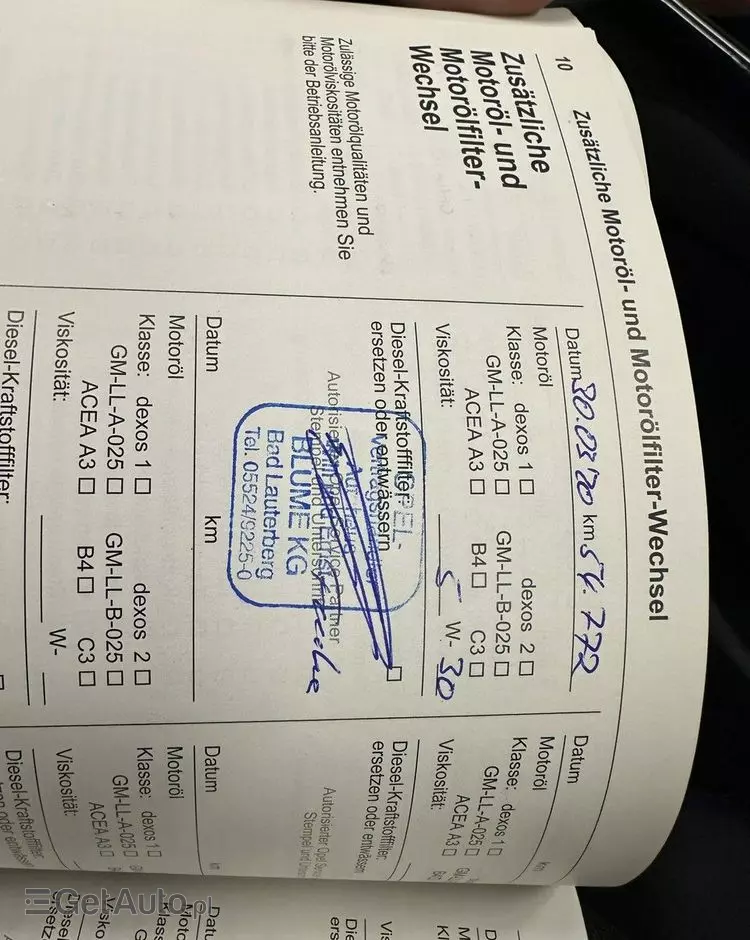 10
Zusätzliche Motoröl- und Motorölfilter-Wechsel
Zusätzliche
Motoröl- und
Motorölfilter-
Wechsel
Zulässige Motorölqualitäten und
Motorölviskositäten entnehmen Sie
bitte der Betriebsanleitung.
Datum 30.03.20 km 54.772
Motoröl
Klasse: dexos 1 □ dexos 2 □
GM-LL-A-025 □ GM-LL-B-025 □
ACEA A3 □ B4 □ C3 □
Viskosität: 5 W- 30
Diesel-Kraftstofffilter:
ersetzen oder entwässern □
Autorisierter Opel Service Partner
Stempel und Unterschrift
OPEL-
Vertrags
BLUME KG
Bad Lauterberg
Tel. 05524/9225-0
Datum km
Motoröl
Klasse: dexos 1 □ dexos 2 □
GM-LL-A-025 □ GM-LL-B-025 □
ACEA A3 □ B4 □ C3 □
Viskosität: W-
Diesel-Kraftstofffilter:
Datum km
Motoröl
Klasse: dexos 1 □
GM-LL-A-025 □
ACEA A3 □
Viskosität:
Diesel-Kraftstofffilter:
ersetzen oder entwässern
Autorisierter Opel
Stempel und
Datum km
Motoröl
Klasse: dexos 1 □
GM-LL-A-025 □
ACEA A3 □
Viskosität:
Diesel-Kraftstofffilter:
GetAuto.pl